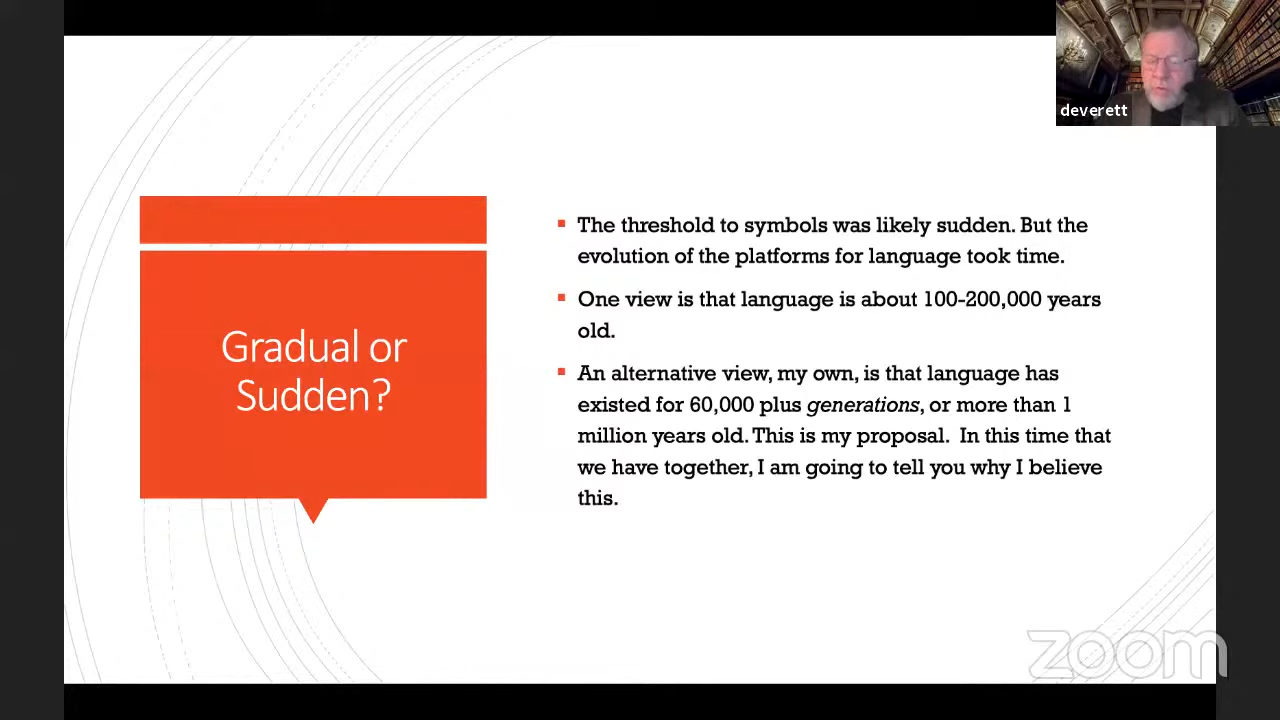 deverett
Gradual or
Sudden?
The threshold to symbols was likely sudden. But the
evolution of the platforms for language took time.
One view is that language is about 100-200,000 years
old.
An alternative view, my own, is that language has
existed for 60,000 plus generations, or more than 1
million years old. This is my proposal.  In this time that
we have together, I am going to tell you why I believe
this.
zoom